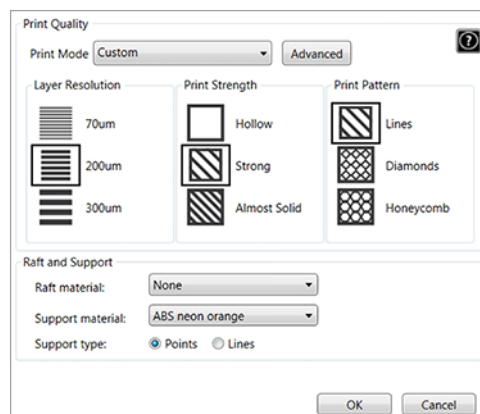 Print Quality
Print Mode Custom Advanced ?
Layer Resolution Print Strength Print Pattern
70um Hollow Lines
200um Strong Diamonds
300um Almost Solid Honeycomb
Raft and Support
Raft material: None
Support material: ABS neon orange
Support type: Points Lines
OK Cancel